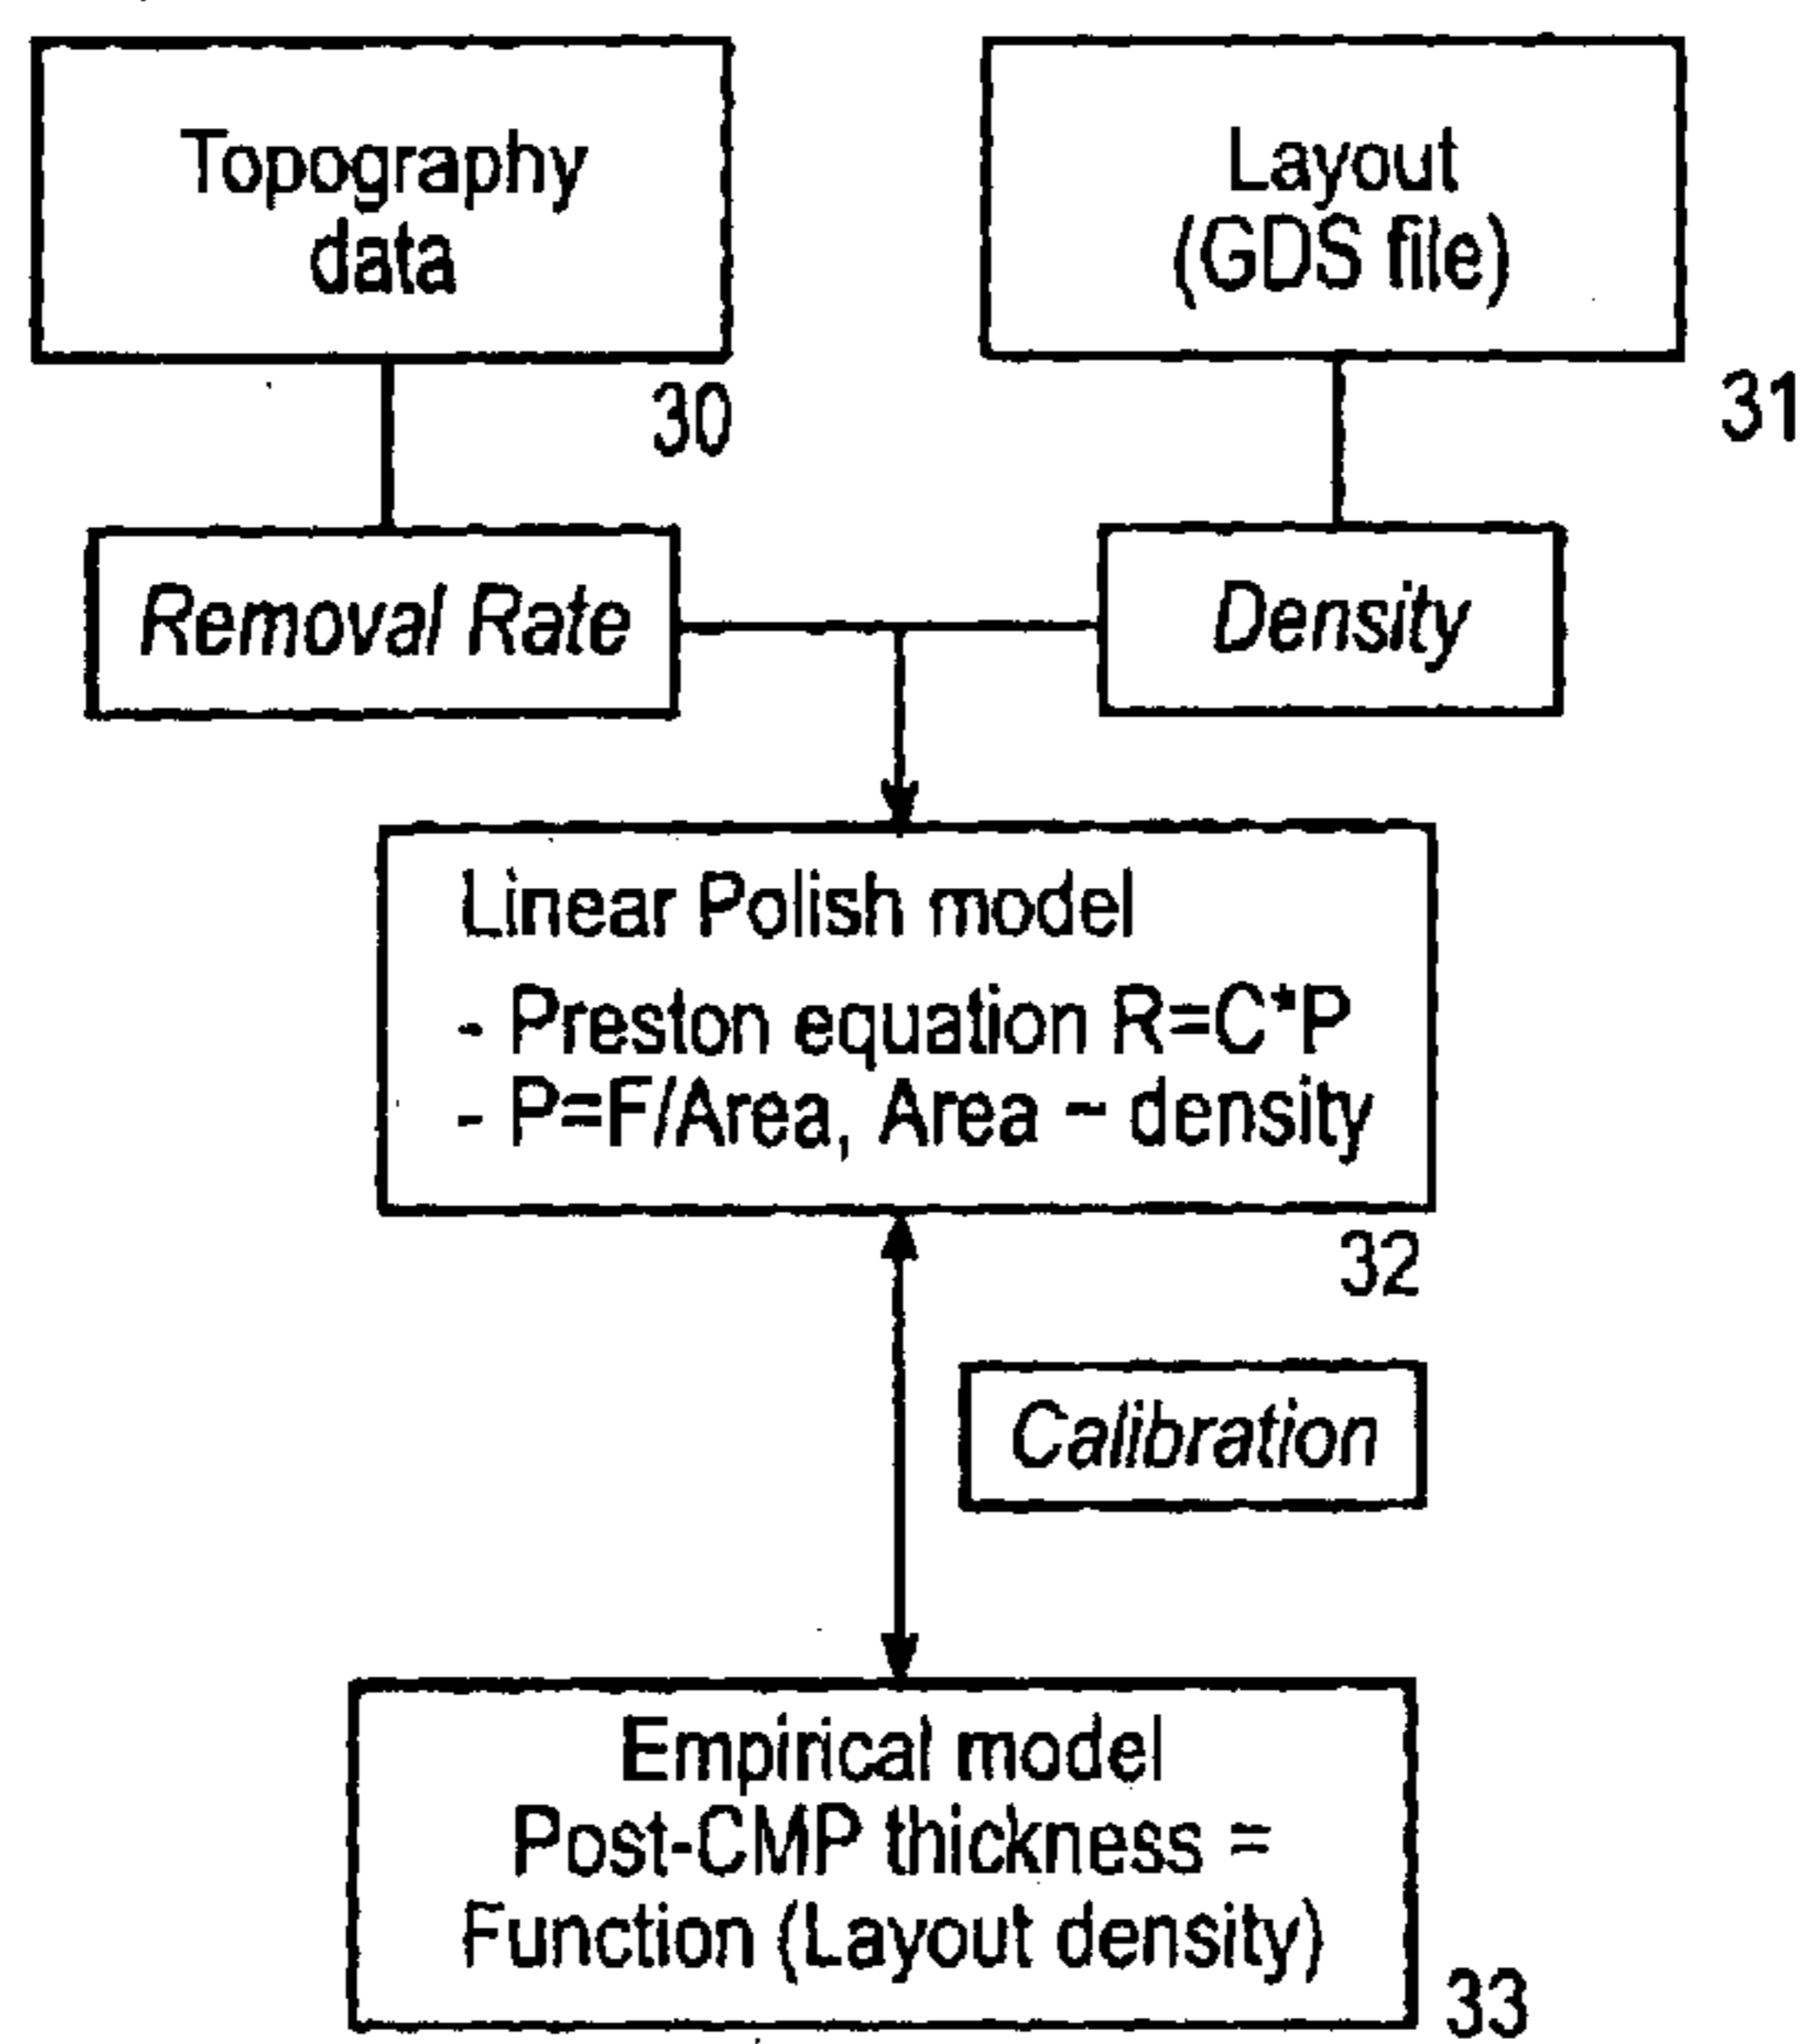 Topography
data
30
Layout
(GDS file)
31
Removal Rate
Density
Linear Polish model
- Preston equation R=C*P
- P=F/Area, Area ~ density
32
Calibration
Empirical model
Post-CMP thickness =
Function (Layout density)
33